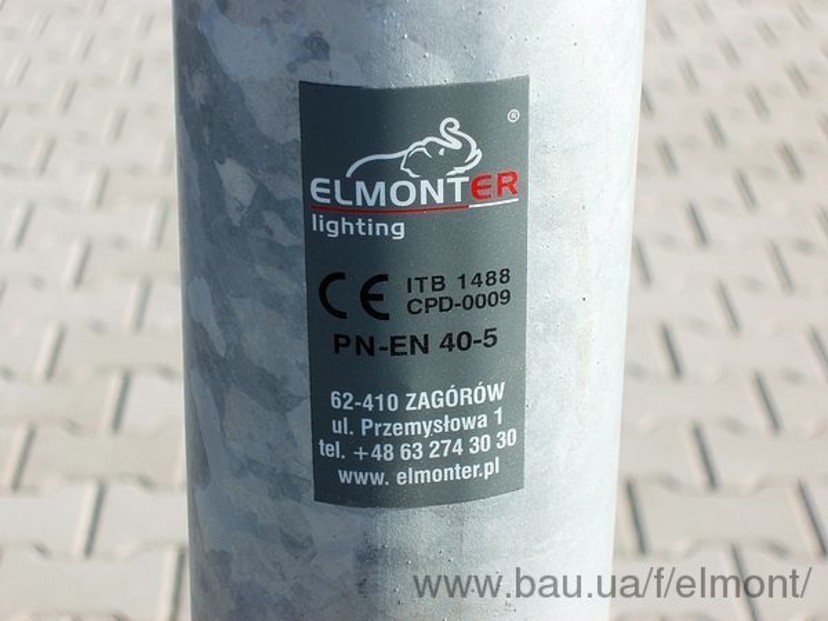 ®
ELMONTER
lighting
CE ITB 1488
CPD-0009
PN-EN 40-5
62-410 ZAGÓRÓW
ul. Przemysłowa 1
tel. +48 63 274 30 30
www. elmonter.pl
www.bau.ua/f/elmont/